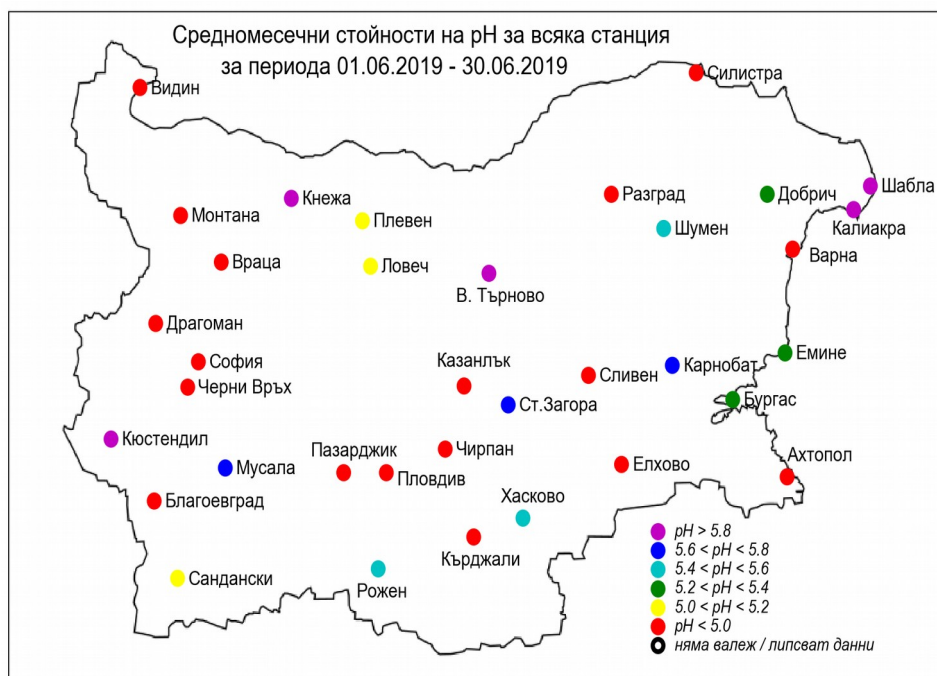 Средномесечни стойности на pH за всяка станция
за периода 01.06.2019 - 30.06.2019
Силистра
Видин
Шабла
Кнежа
Разград
Добрич
Монтана
Плевен
Калиакра
Шумен
Варна
Враца
Ловеч
В. Търново
Драгоман
Емине
София
Казанлък
Карнобат
Сливен
Черни Връх
Ст.Загора
Бургас
Кюстендил
Пазарджик
Чирпан
Мусала
Елхово
Ахтопол
Пловдив
Благоевград
Хасково
Кърджали
Сандански
Рожен
pH > 5.8
5.6 < pH < 5.8
5.4 < pH < 5.6
5.2 < pH < 5.4
5.0 < pH < 5.2
pH < 5.0
няма валеж / липсват данни